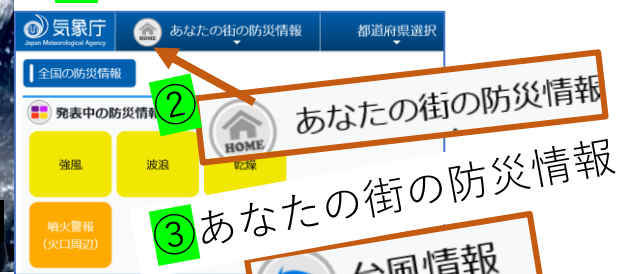 気象庁
Japan Meteorological Agency
HOME
あなたの街の防災情報
都道府県選択
全国の防災情報
発表中の防災情報
強風
波浪
乾燥
噴火警報
(火口周辺)
②
HOME
あなたの街の防災情報
③あなたの街の防災情報
台風情報